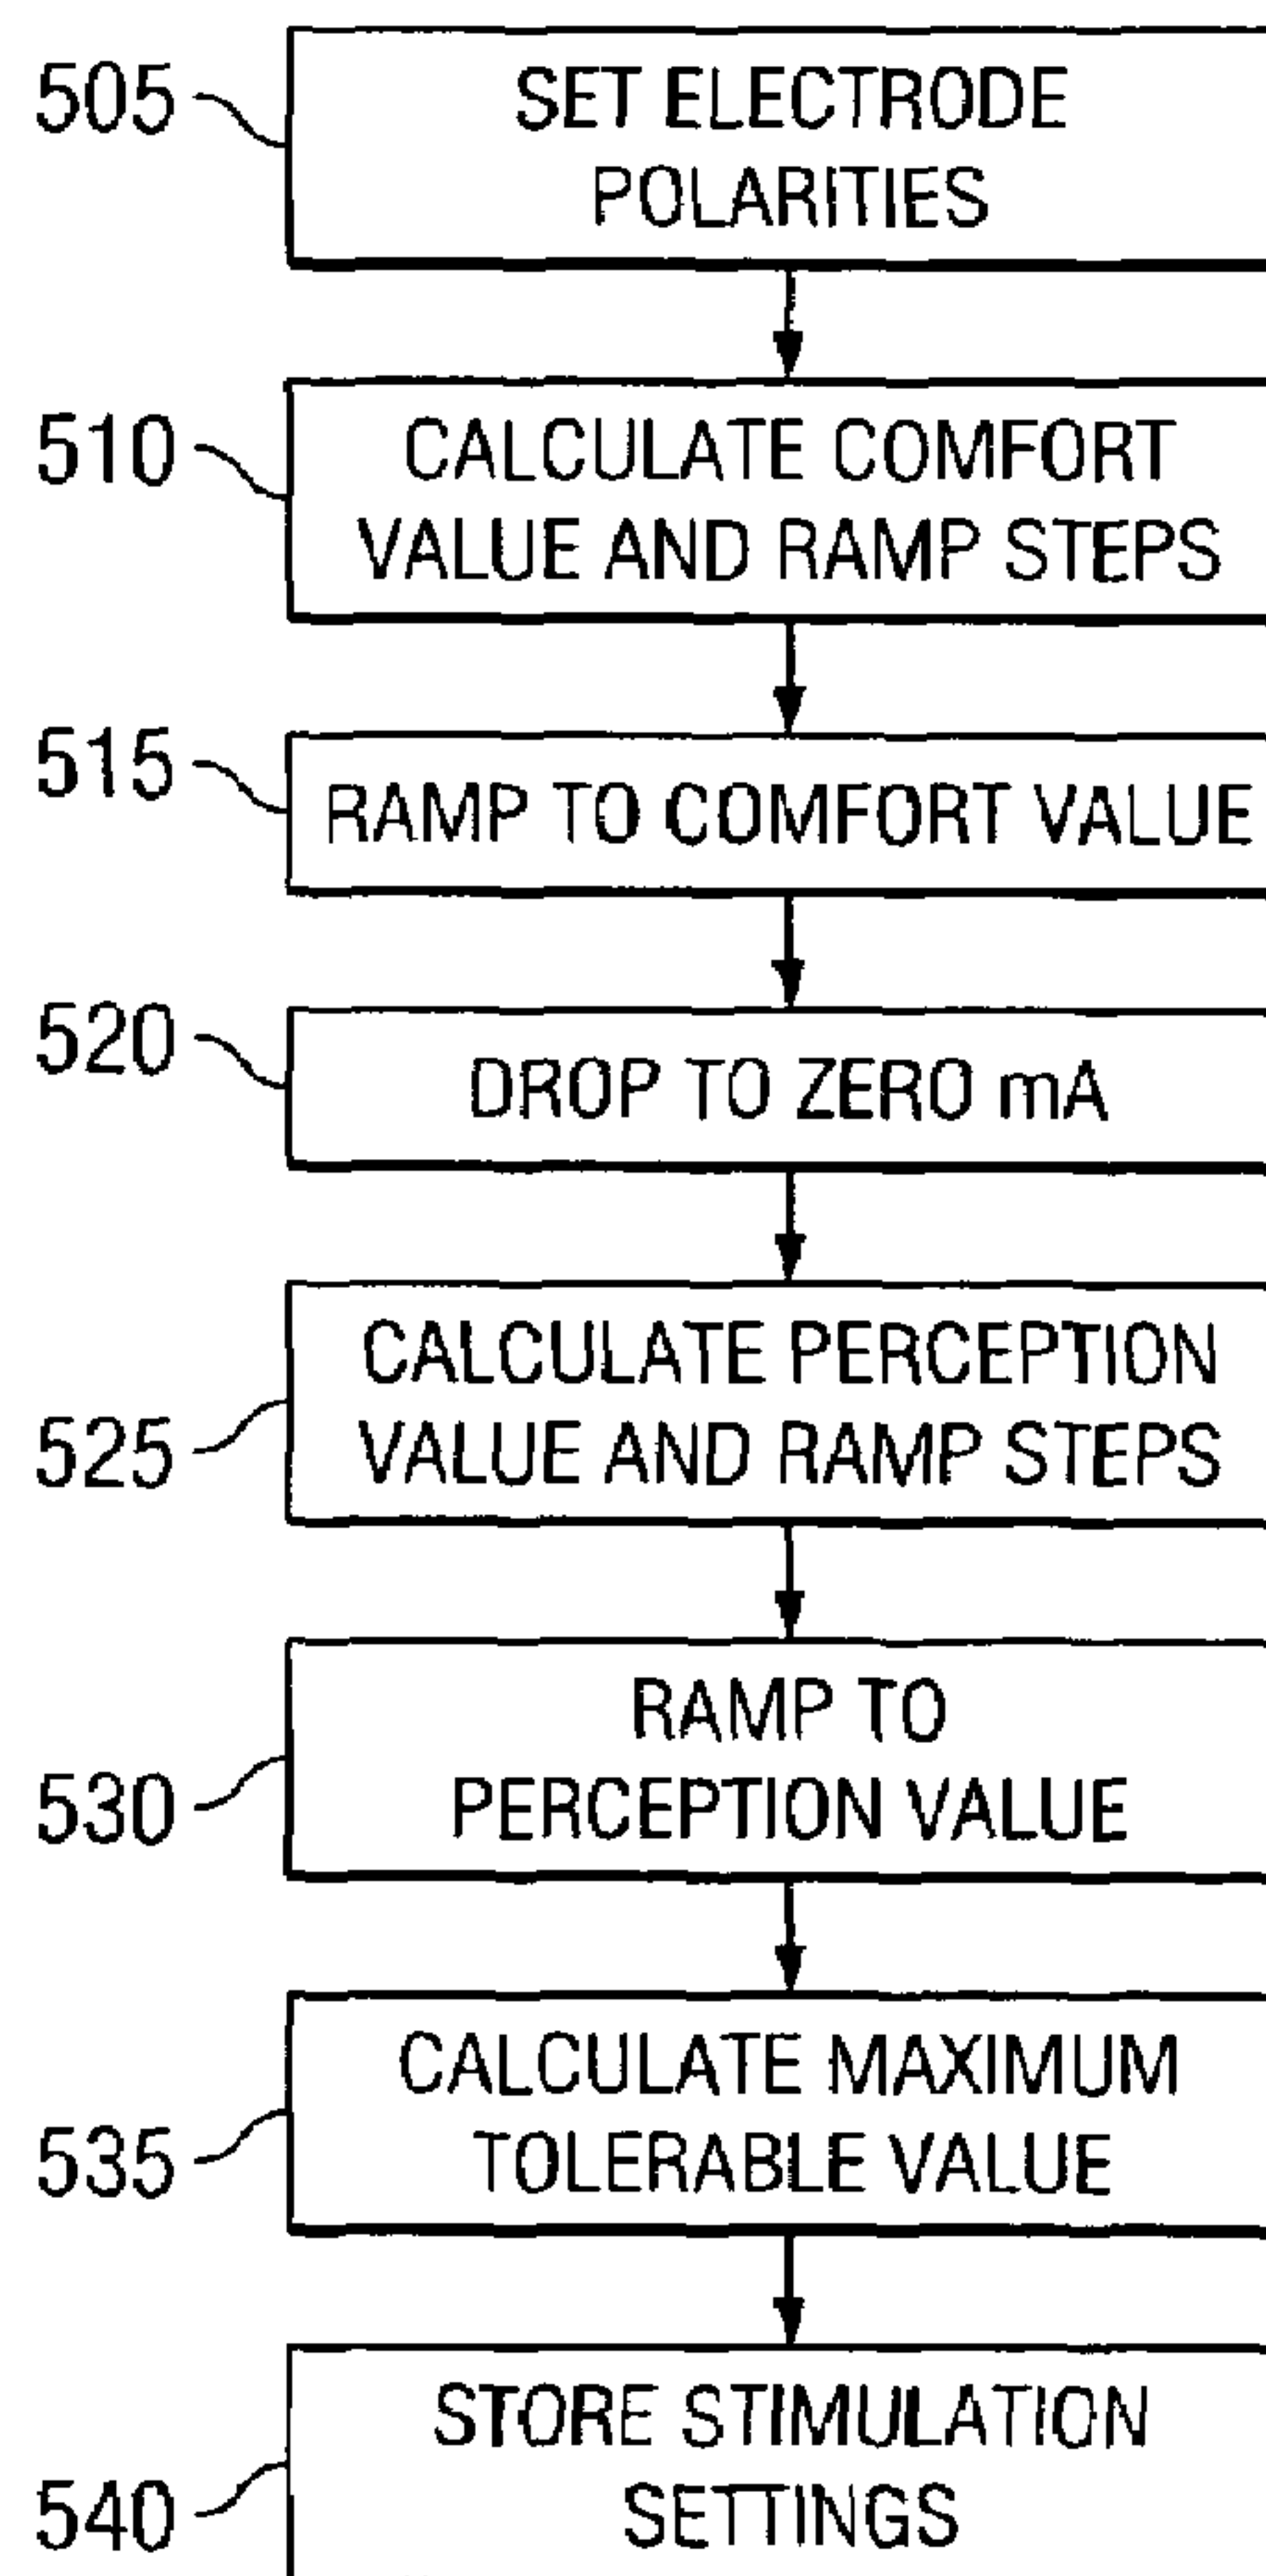 505
SET ELECTRODE
POLARITIES
510
CALCULATE COMFORT
VALUE AND RAMP STEPS
515
RAMP TO COMFORT VALUE
520
DROP TO ZERO mA
CALCULATE PERCEPTION
VALUE AND RAMP STEPS
525
RAMP TO
PERCEPTION VALUE
530
CALCULATE MAXIMUM
TOLERABLE VALUE
535
STORE STIMULATION
SETTINGS
540